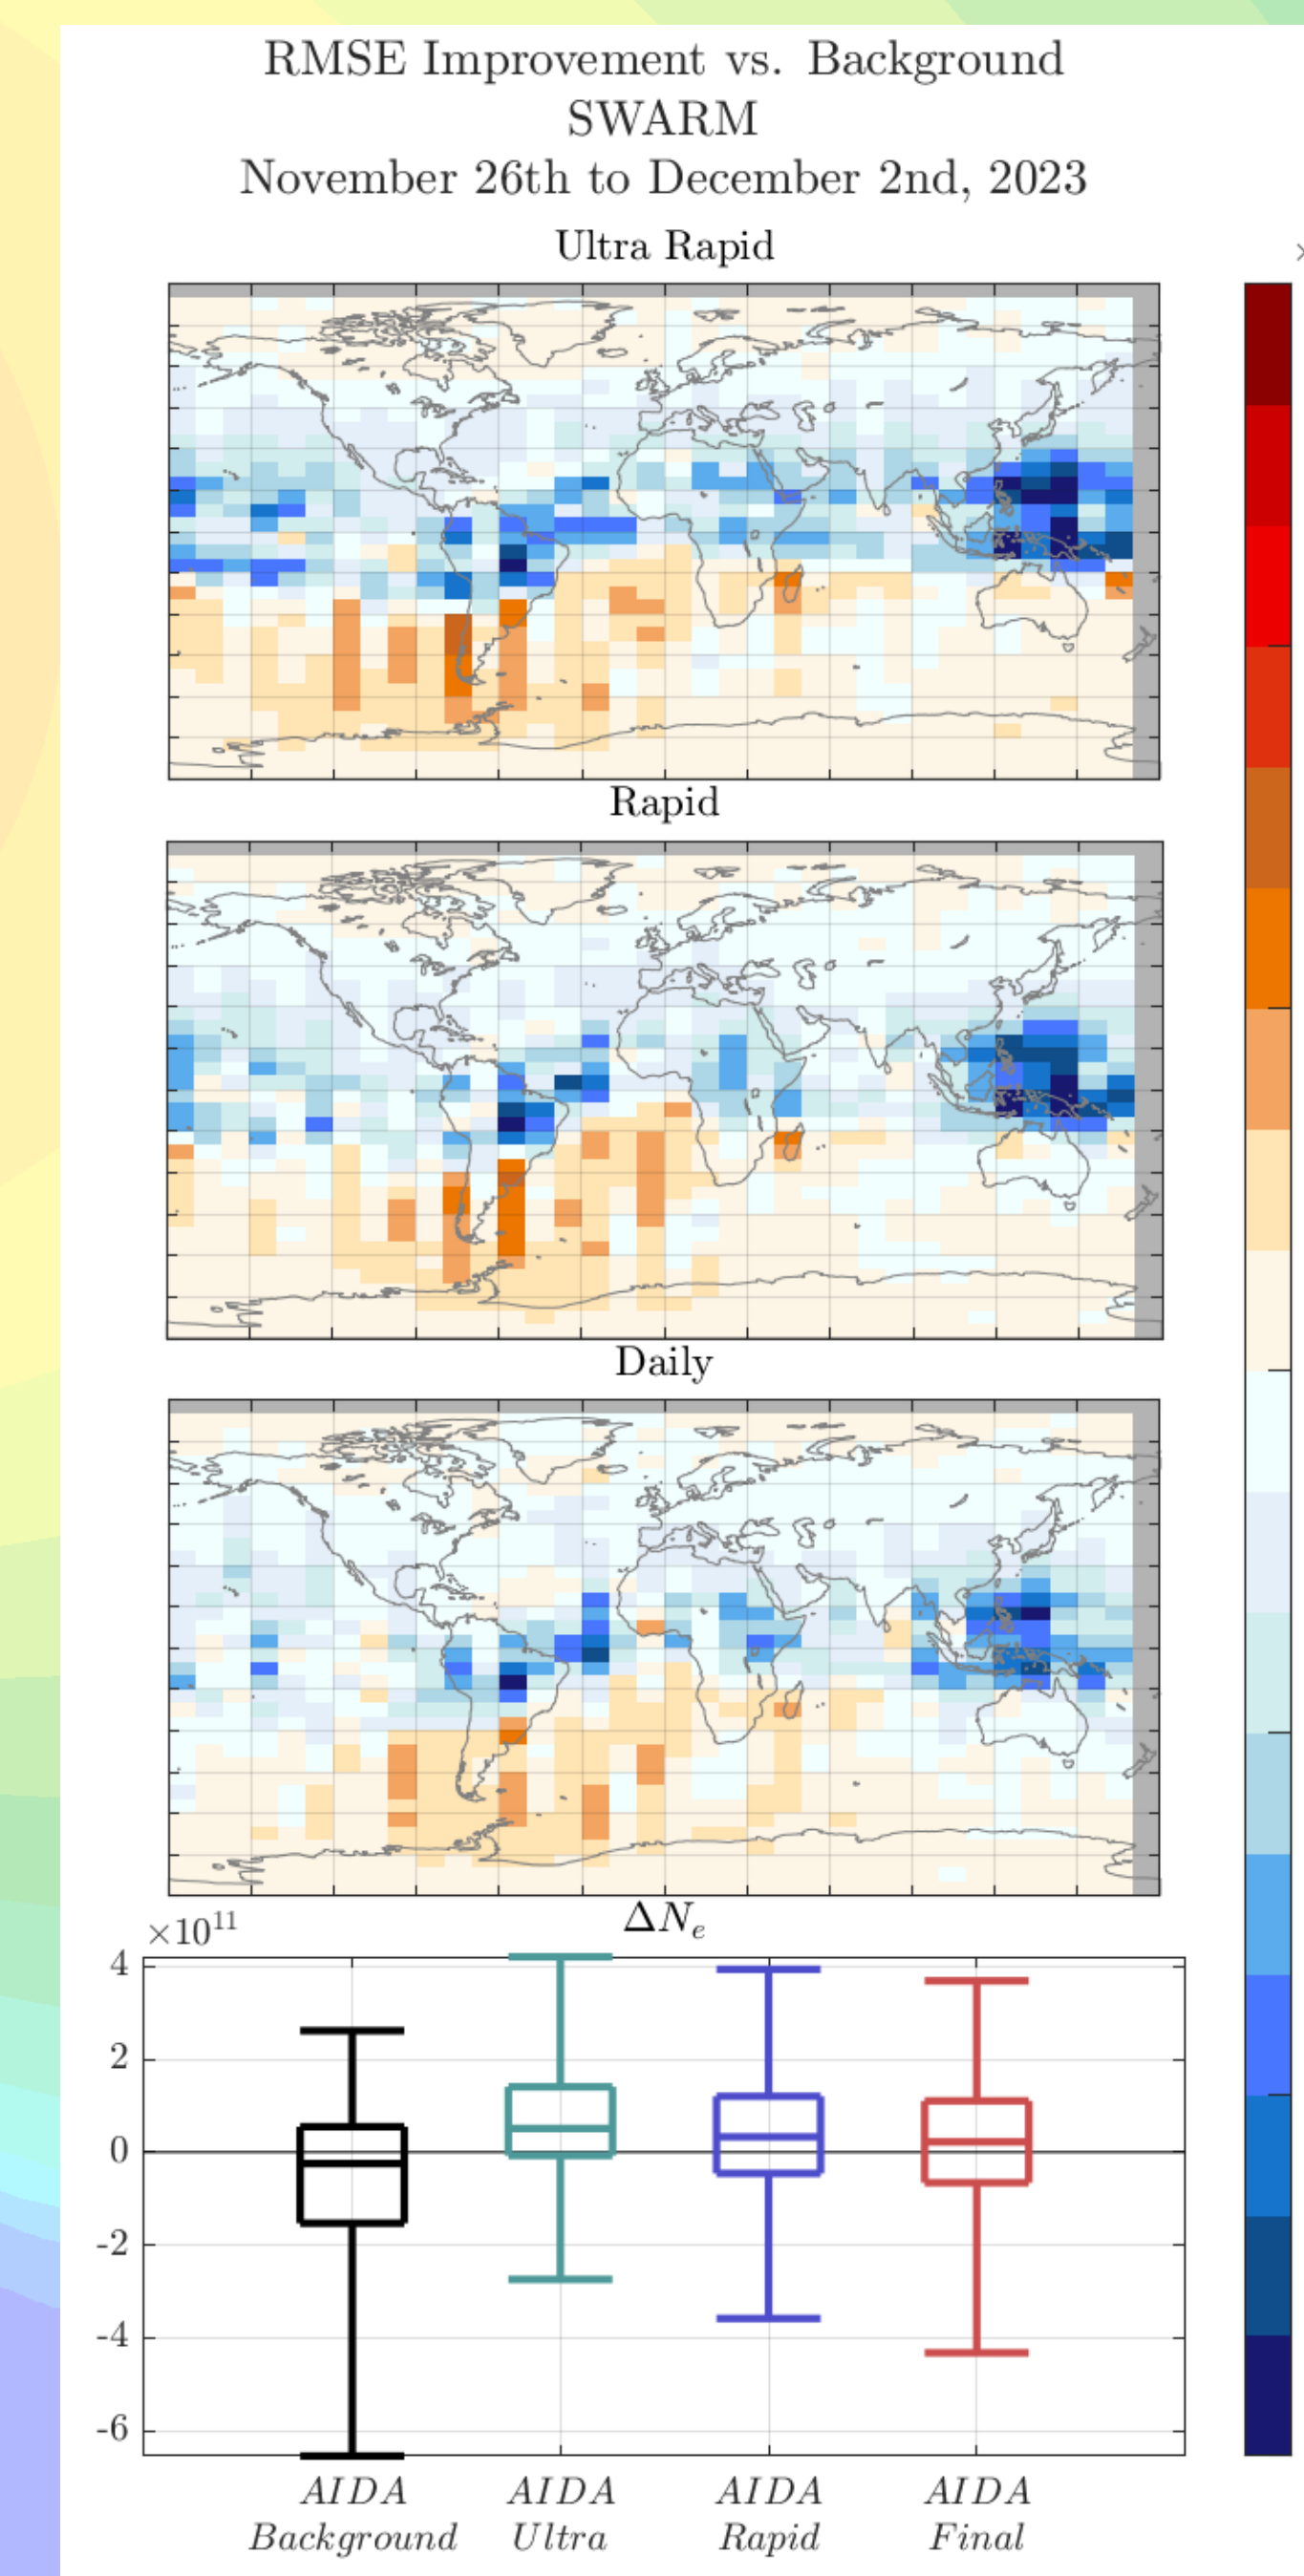 RMSE Improvement vs. Background
SWARM
November 26th to December 2nd, 2023
Ultra Rapid
×
Rapid
Daily
×10¹¹
ΔNₑ
4
2
0
-2
-4
-6
AIDA Background
AIDA Ultra
AIDA Rapid
AIDA Final